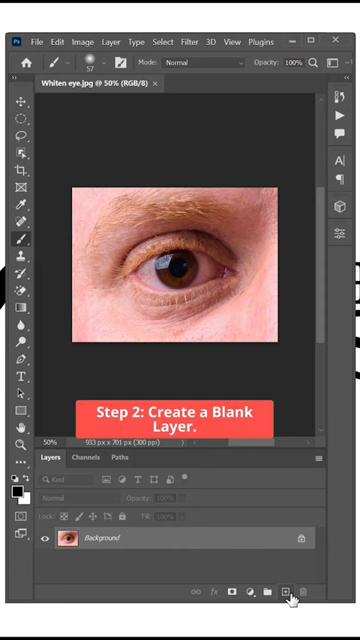 Ps File Edit Image Layer Type Select Filter 3D View Plugins
57 Mode: Normal Opacity: 100%
Whiten eye.jpg @ 50% (RGB/8) ×
Step 2: Create a Blank
Layer.
50% 933 px x 701 px (300 ppi)
Layers Channels Paths
Kind
Normal Opacity: 100%
Lock: Fill: 100%
Background